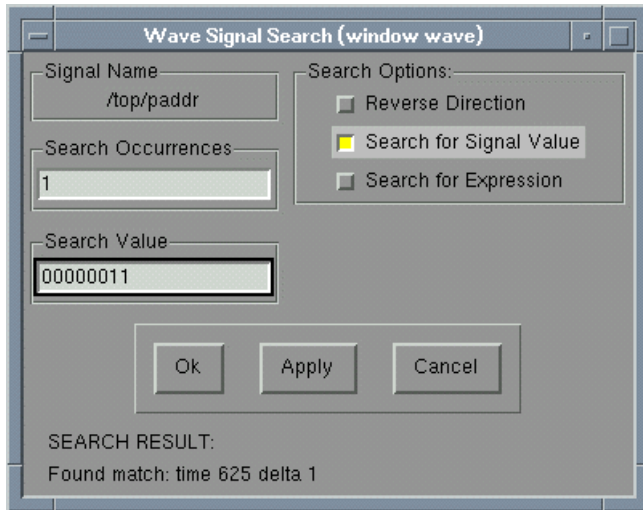 Wave Signal Search (window wave)
Signal Name
/top/paddr
Search Options:
Reverse Direction
Search for Signal Value
Search for Expression
Search Occurrences
1
Search Value
00000011
Ok Apply Cancel
SEARCH RESULT:
Found match: time 625 delta 1